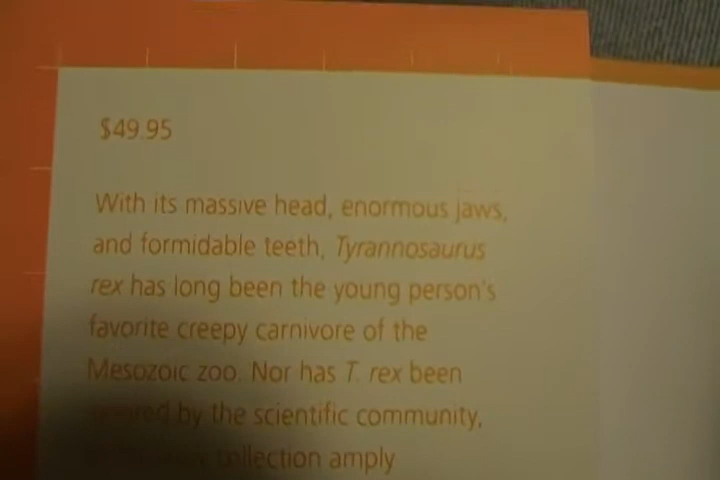 $49.95
With its massive head, enormous jaws,
and formidable teeth, Tyrannosaurus
rex has long been the young person's
favorite creepy carnivore of the
Mesozoic zoo. Nor has T. rex been
by the scientific community,
collection amply